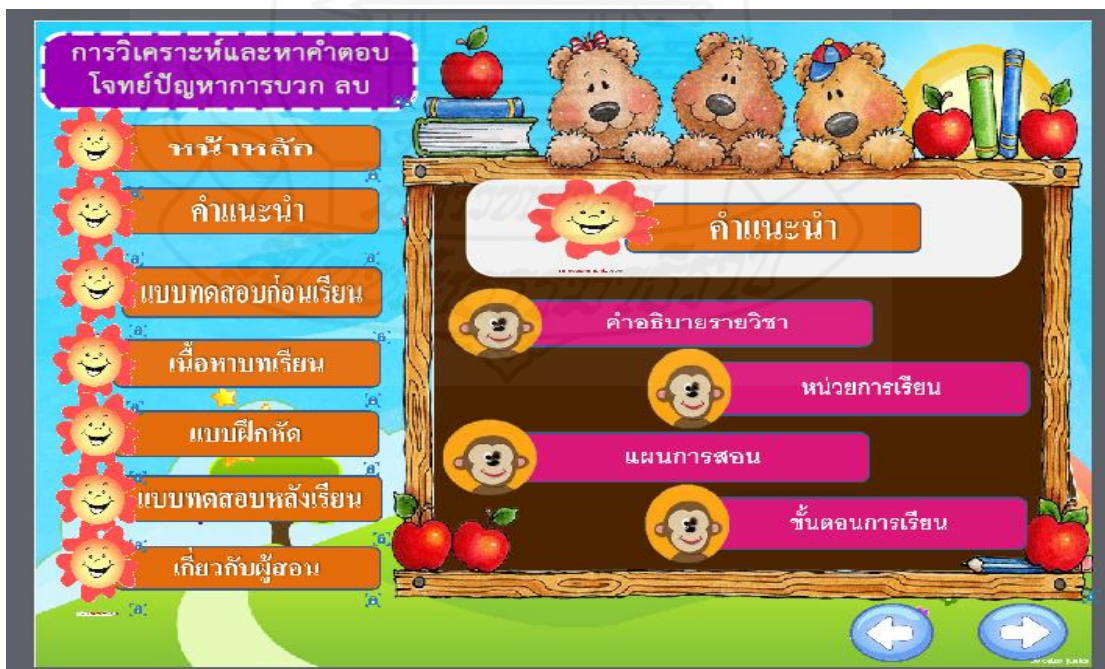 การวิเคราะห์และหาคำตอบ
โจทย์ปัญหาการบวก ลบ
หน้าหลัก
คำแนะนำ
แบบทดสอบก่อนเรียน
เนื้อหาบทเรียน
แบบฝึกหัด
แบบทดสอบหลังเรียน
เกี่ยวกับผู้สอน
คำแนะนำ
คำอธิบายรายวิชา
หน่วยการเรียน
แผนการสอน
ขั้นตอนการเรียน